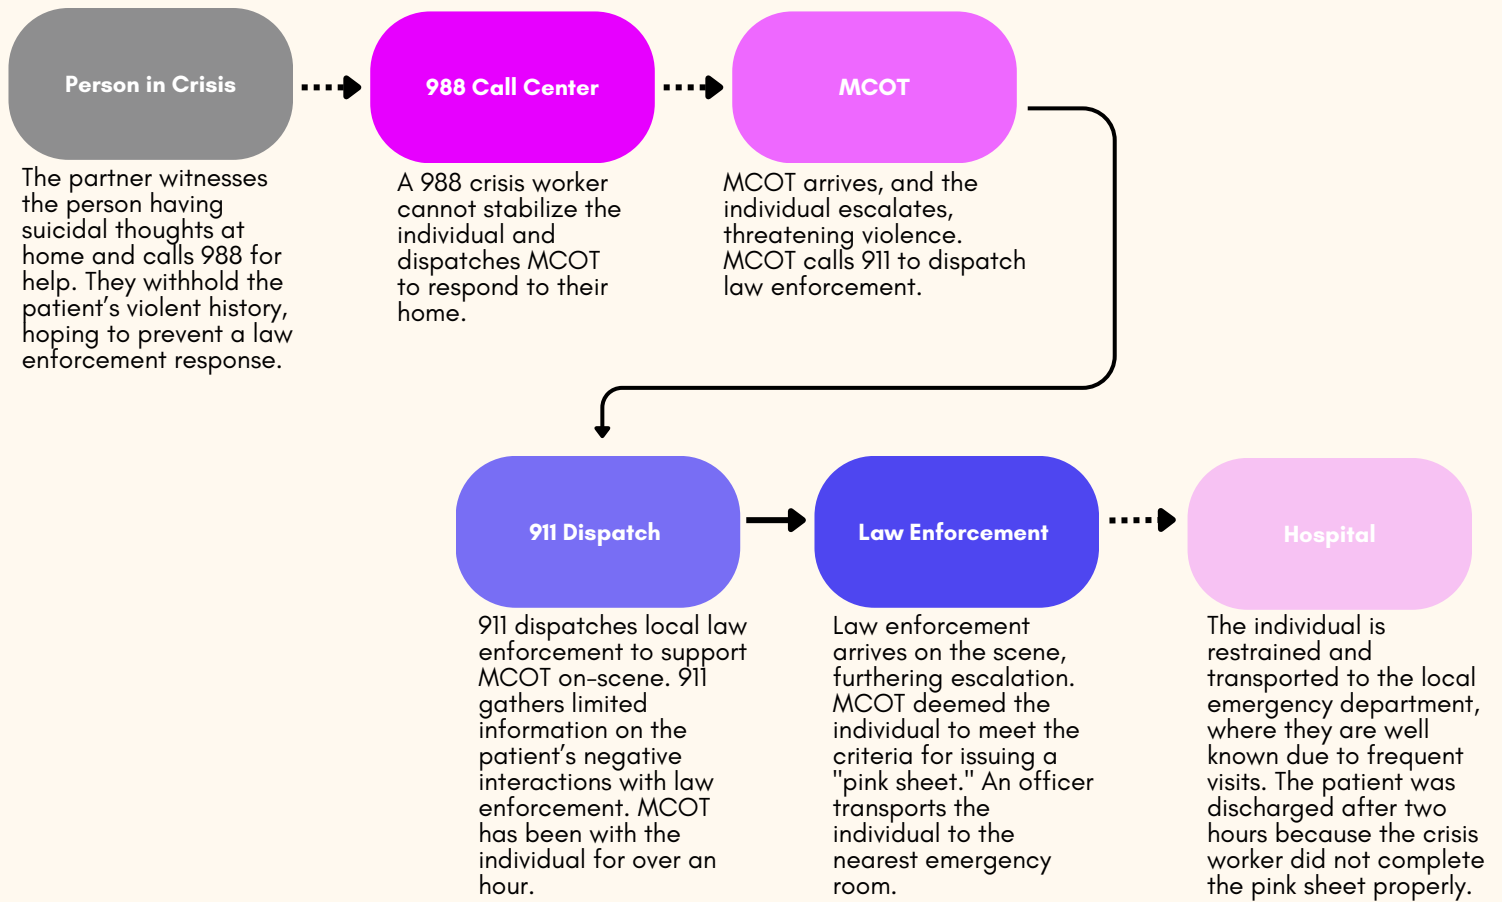 Person in Crisis
988 Call Center
MCOT
The partner witnesses
the person having
suicidal thoughts at
home and calls 988 for
help. They withhold the
patient’s violent history,
hoping to prevent a law
enforcement response.
A 988 crisis worker
cannot stabilize the
individual and
dispatches MCOT
to respond to their
home.
MCOT arrives, and the
individual escalates,
threatening violence.
MCOT calls 911 to dispatch
law enforcement.
911 Dispatch
Law Enforcement
Hospital
911 dispatches local law
enforcement to support
MCOT on-scene. 911
gathers limited
information on the
patient’s negative
interactions with law
enforcement. MCOT
has been with the
individual for over an
hour.
Law enforcement
arrives on the scene,
furthering escalation.
MCOT deemed the
individual to meet the
criteria for issuing a
"pink sheet." An officer
transports the
individual to the
nearest emergency
room.
The individual is
restrained and
transported to the local
emergency department,
where they are well
known due to frequent
visits. The patient was
discharged after two
hours because the crisis
worker did not complete
the pink sheet properly.